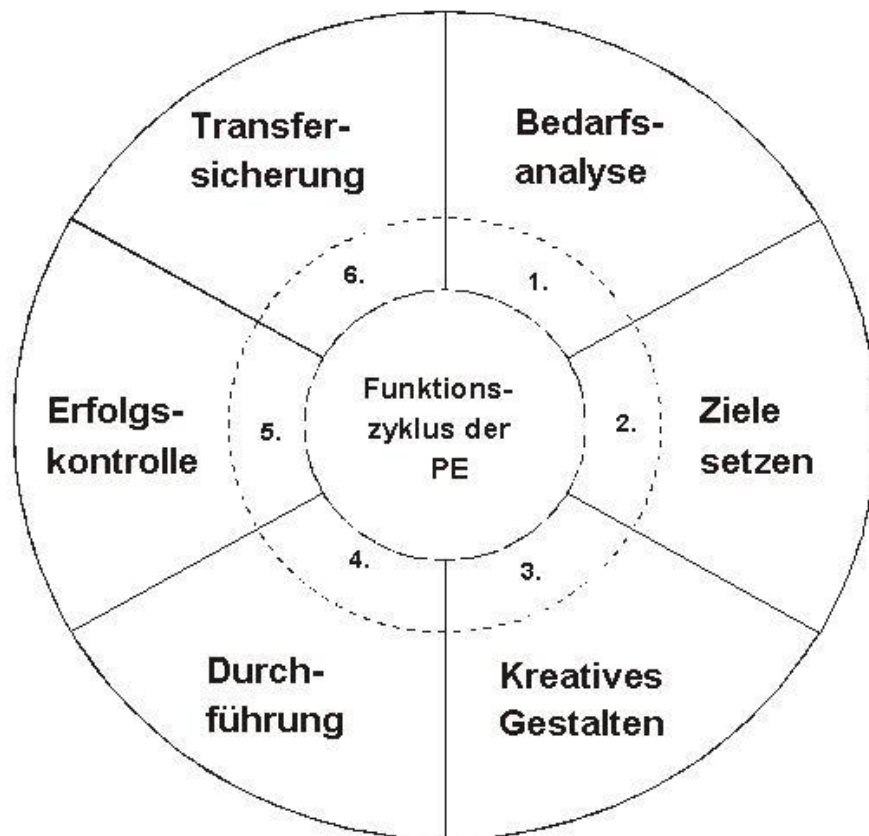 Transfer-
sicherung
Bedarfs-
analyse
6.
1.
Funktions-
zyklus der
PE
Erfolgs-
kontrolle
5.
2.
Ziele
setzen
4.
3.
Durch-
führung
Kreatives
Gestalten